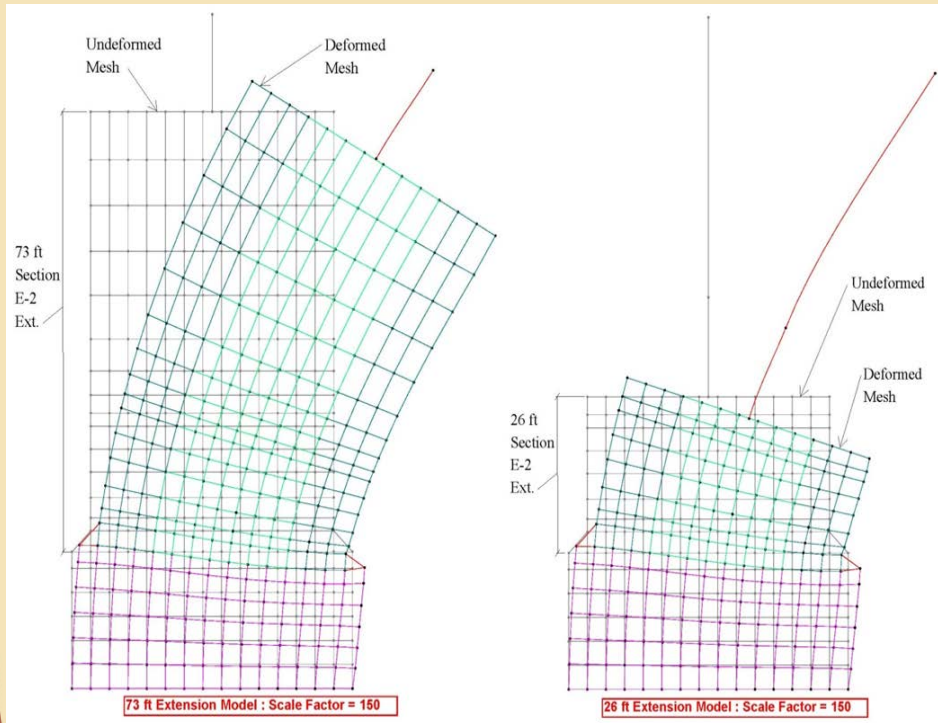 Undeformed
Mesh
Deformed
Mesh
73 ft
Section
E-2
Ext.
73 ft Extension Model : Scale Factor = 150
Undeformed
Mesh
Deformed
Mesh
26 ft
Section
E-2
Ext.
26 ft Extension Model : Scale Factor = 150